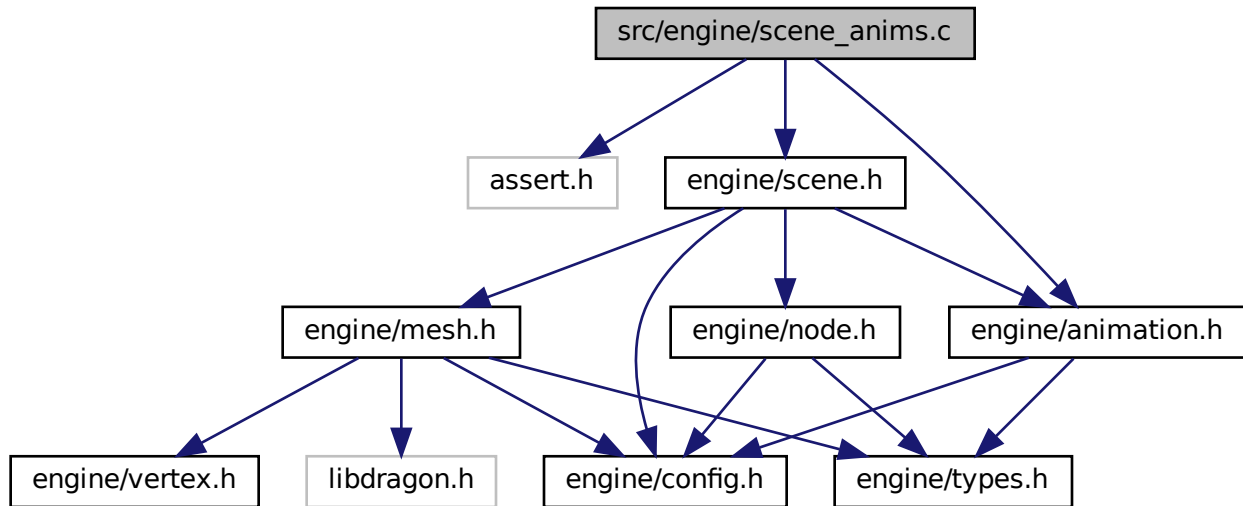 src/engine/scene_anims.c
assert.h
engine/scene.h
engine/mesh.h
engine/node.h
engine/animation.h
engine/vertex.h
libdragon.h
engine/config.h
engine/types.h